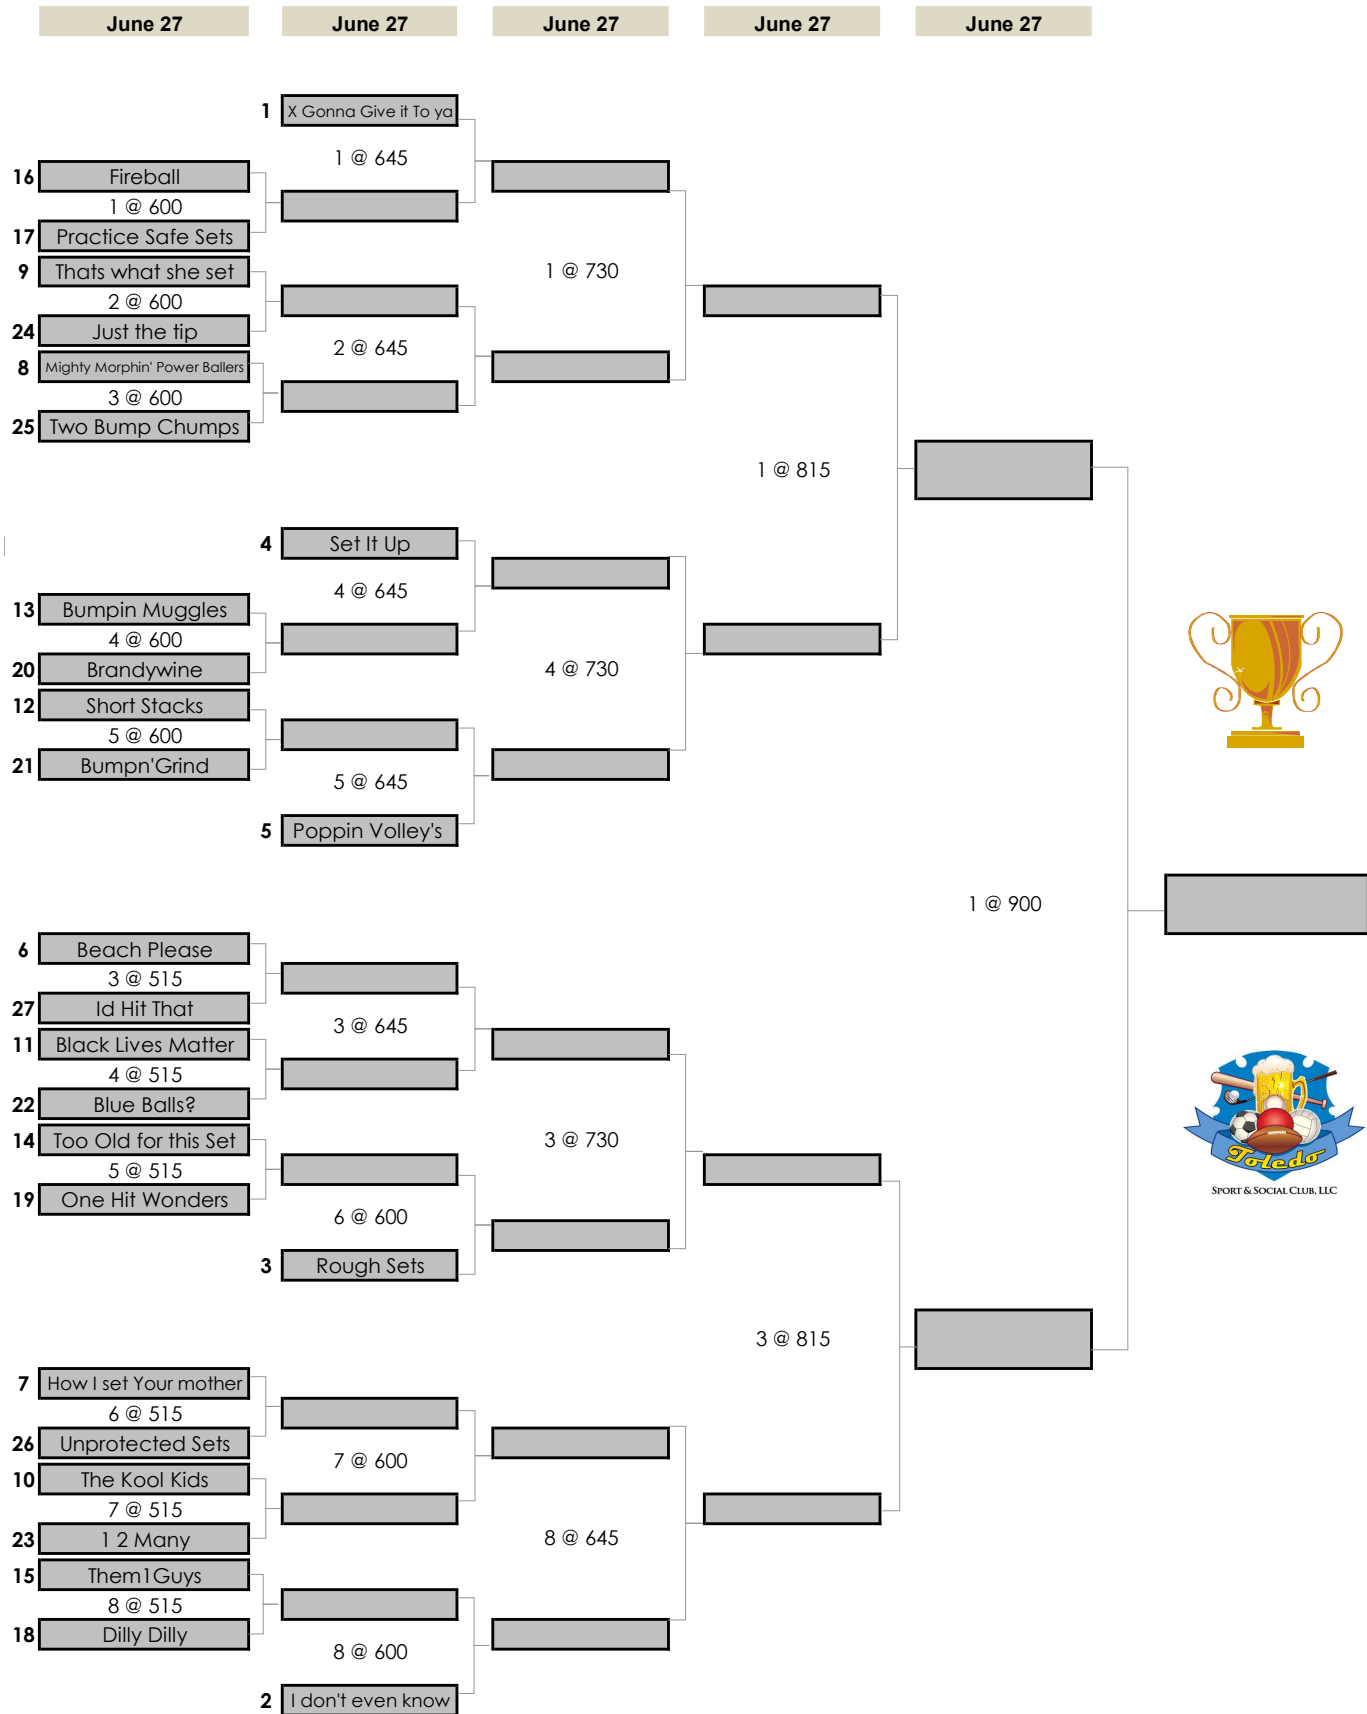 June 27 June 27 June 27 June 27 June 27
1 X Gonna Give it To ya
1 @ 645
16 Fireball
1 @ 600
17 Practice Safe Sets
9 Thats what she set
1 @ 730
2 @ 600
24 Just the tip
2 @ 645
8 Mighty Morphin' Power Ballers
3 @ 600
25 Two Bump Chumps
1 @ 815
4 Set It Up
4 @ 645
13 Bumpin Muggles
4 @ 600
20 Brandywine
4 @ 730
12 Short Stacks
5 @ 600
21 Bumpn'Grind
5 @ 645
5 Poppin Volley's
1 @ 900
6 Beach Please
3 @ 515
27 Id Hit That
3 @ 645
11 Black Lives Matter
4 @ 515
22 Blue Balls?
14 Too Old for this Set
3 @ 730
5 @ 515
19 One Hit Wonders
6 @ 600
3 Rough Sets
Toledo
SPORT & SOCIAL CLUB, LLC
3 @ 815
7 How I set Your mother
6 @ 515
26 Unprotected Sets
7 @ 600
10 The Kool Kids
7 @ 515
23 1 2 Many
8 @ 645
15 Them1Guys
8 @ 515
18 Dilly Dilly
8 @ 600
2 I don't even know